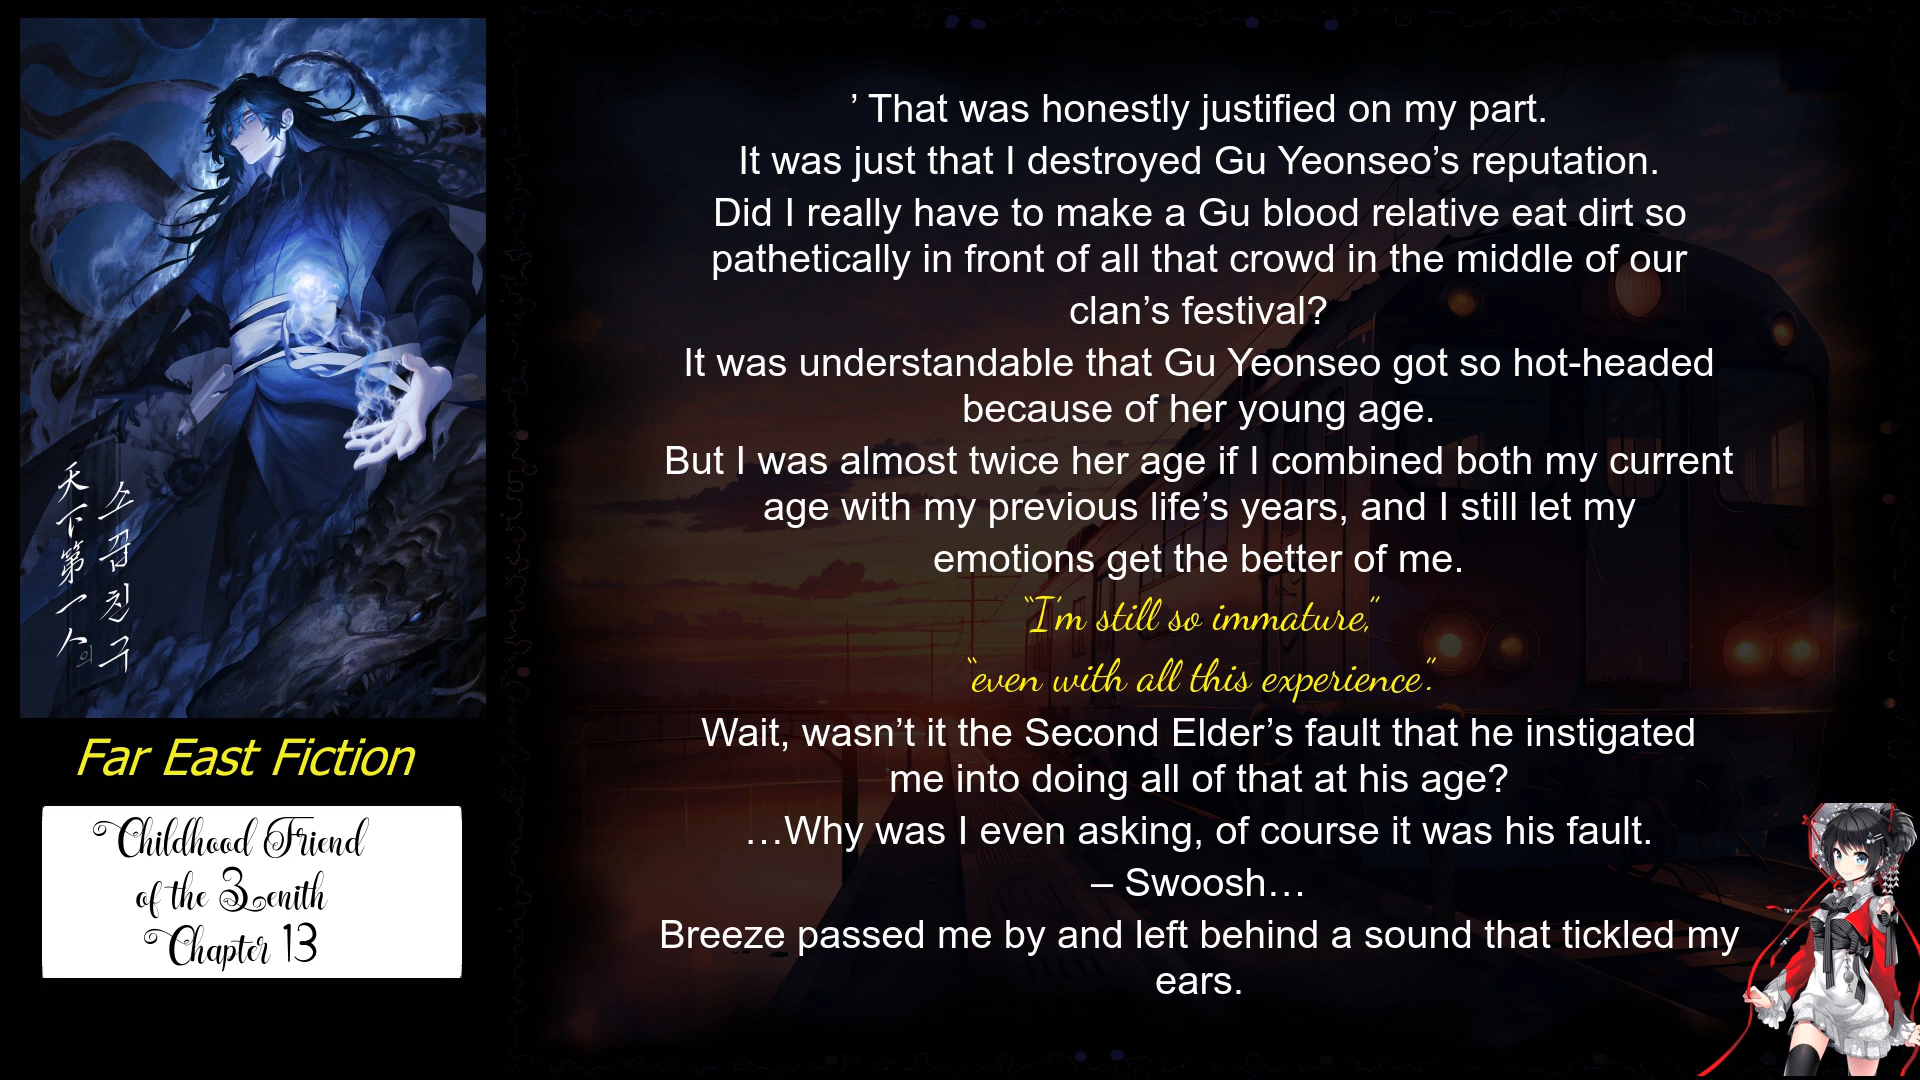 天下第一人의
소꿉친구
Far East Fiction
Childhood Friend
of the Zenith
Chapter 13
’ That was honestly justified on my part.
It was just that I destroyed Gu Yeonseo’s reputation.
Did I really have to make a Gu blood relative eat dirt so
pathetically in front of all that crowd in the middle of our
clan’s festival?
It was understandable that Gu Yeonseo got so hot-headed
because of her young age.
But I was almost twice her age if I combined both my current
age with my previous life’s years, and I still let my
emotions get the better of me.
“I’m still so immature,”
“even with all this experience.”
Wait, wasn’t it the Second Elder’s fault that he instigated
me into doing all of that at his age?
…Why was I even asking, of course it was his fault.
– Swoosh…
Breeze passed me by and left behind a sound that tickled my
ears.